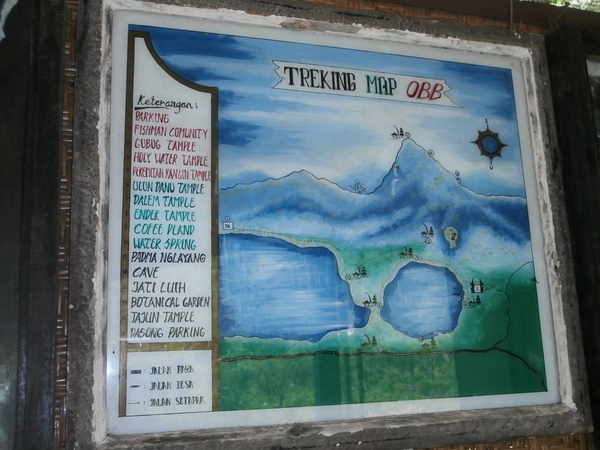 TREKING MAP OBB
Keterangan :
PARKING
FISHMAN COMUNITY
GUBUG TAMPLE
HOLY WATER TAMPLE
PEREMITAN KANGIN TAMPLE
ULUN DANU TAMPLE
DALEM TAMPLE
ENDEK TAMPLE
COFEE PLAND
WATER SPRING
PADMA NGLAYANG
CAVE
JATI LUIH
BOTANICAL GARDEN
TAJUN TAMPLE
DASONG PARKING
: JALAN RAYA
: JALAN DESA
: JALAN SETAPAK